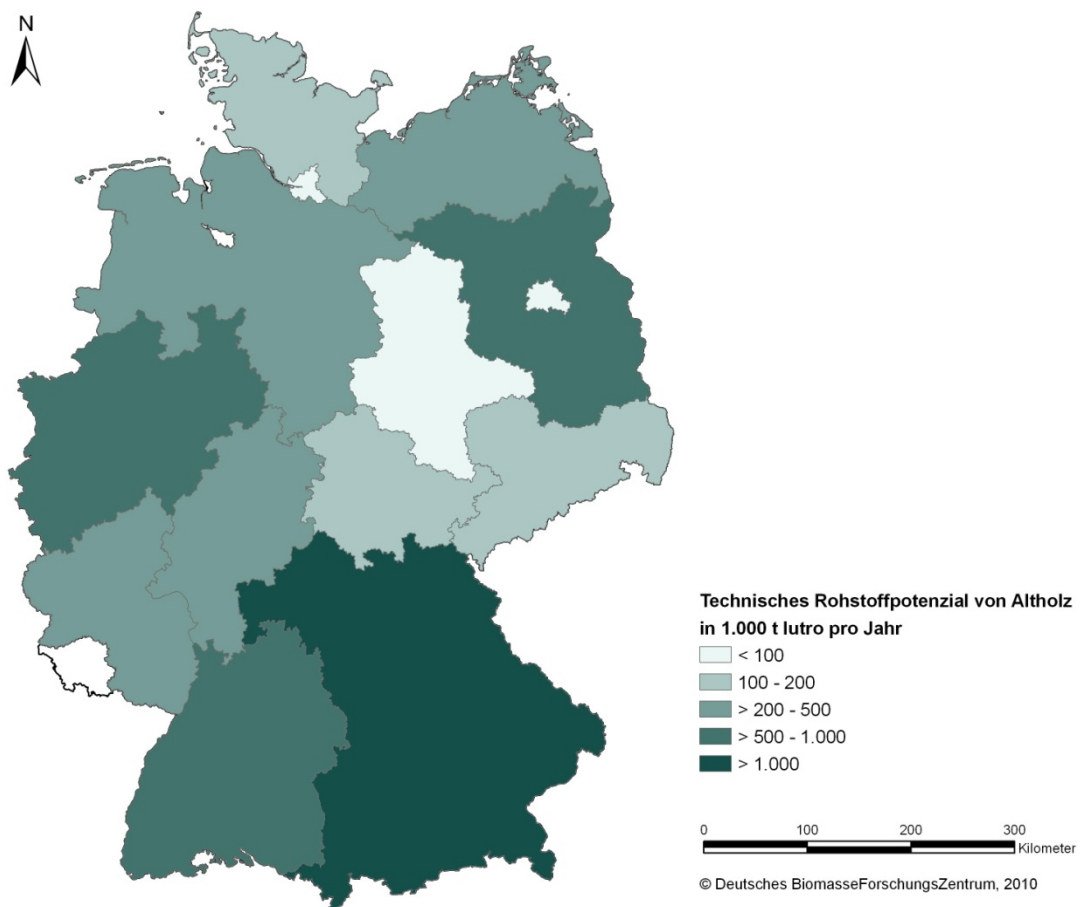 N
Technisches Rohstoffpotenzial von Altholz
in 1.000 t lutro pro Jahr
< 100
100 - 200
> 200 - 500
> 500 - 1.000
> 1.000
0 100 200 300
Kilometer
© Deutsches BiomasseForschungsZentrum, 2010